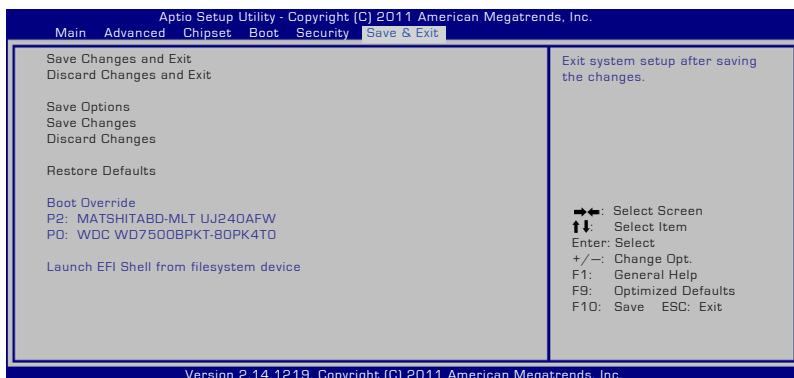 Aptio Setup Utility - Copyright (C) 2011 American Megatrends, Inc.
Main Advanced Chipset Boot Security Save & Exit
Save Changes and Exit
Discard Changes and Exit
Save Options
Save Changes
Discard Changes
Restore Defaults
Boot Override
P2: MATSHITABD-MLT UJ240AFW
P0: WDC WD7500BPKT-80PK4T0
Launch EFI Shell from filesystem device
Exit system setup after saving
the changes.
→←: Select Screen
↑↓: Select Item
Enter: Select
+/—: Change Opt.
F1: General Help
F9: Optimized Defaults
F10: Save ESC: Exit
Version 2.14.1219. Copyright (C) 2011 American Megatrends, Inc.